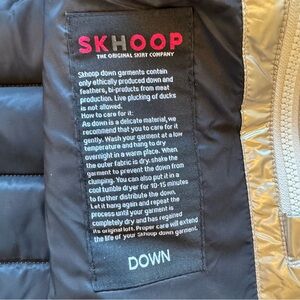 SKHOOP
THE ORIGINAL SKIRT COMPANY
Skhoop down garments contain
only ethically produced down and
feathers, bi-products from meat
production. Live plucking of ducks
is not allowed.
How to care for it:
As down is a delicate material, we
recommend that you to care for it
gently. Wash your garment at a low
temperature and hang to dry
overnight in a warm place. When
the outer fabric is dry, shake the
garment to prevent the down from
clumping. You can also put it in a
cool tumble dryer for 10-15 minutes
to further distribute the down.
Let it hang again and repeat the
process until your garment is
completely dry and has regained
its original loft. Proper care will extend
the life of your Skhoop down garment.
DOWN